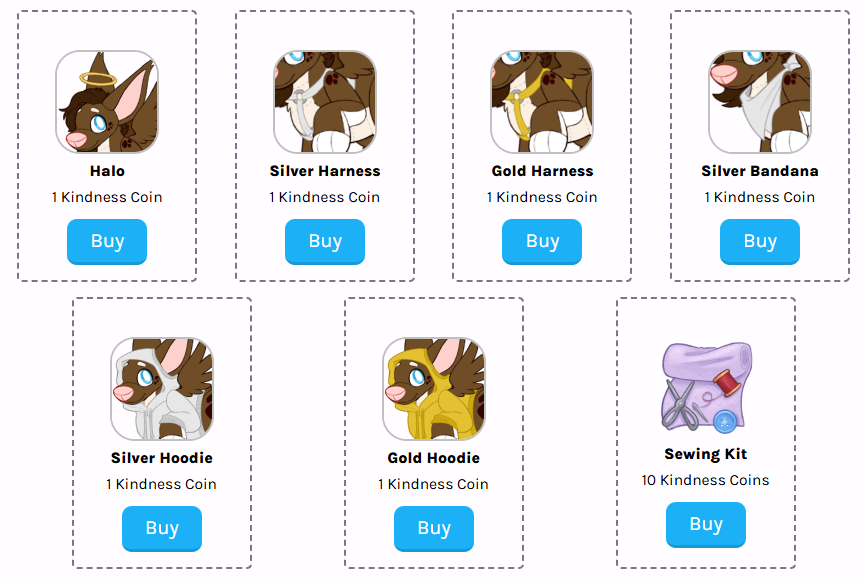 Halo
1 Kindness Coin
Buy
Silver Harness
1 Kindness Coin
Buy
Gold Harness
1 Kindness Coin
Buy
Silver Bandana
1 Kindness Coin
Buy
Silver Hoodie
1 Kindness Coin
Buy
Gold Hoodie
1 Kindness Coin
Buy
Sewing Kit
10 Kindness Coins
Buy